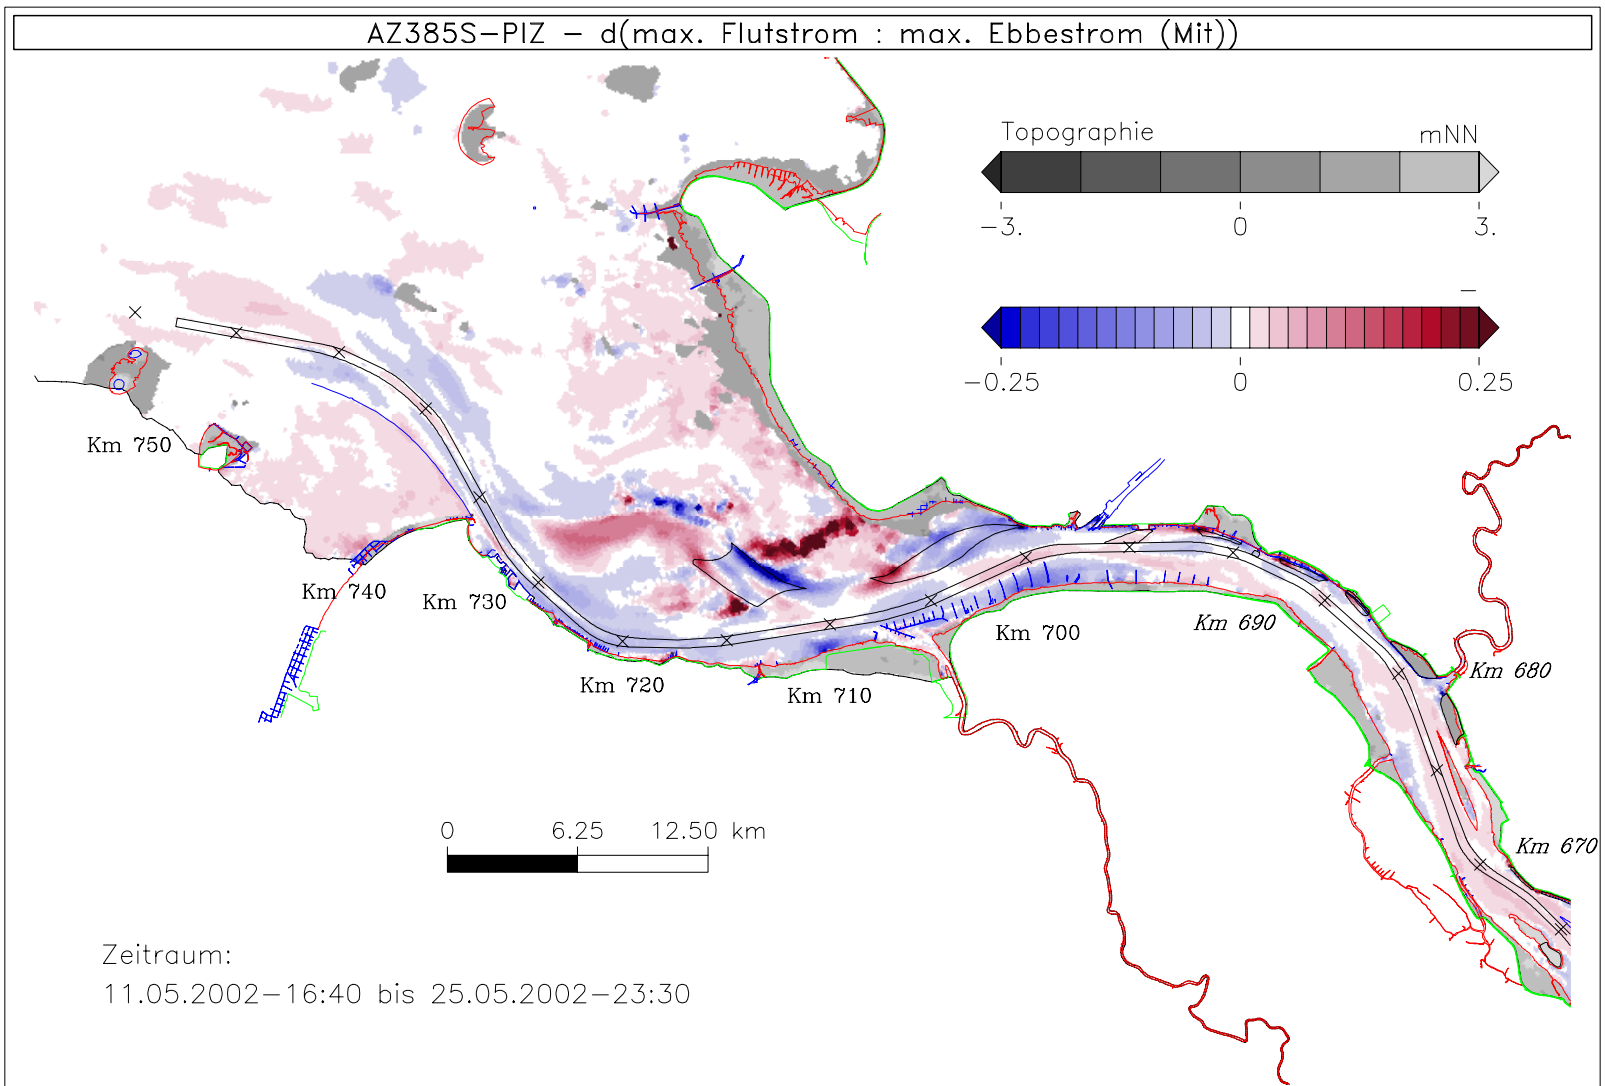 AZ385S-PIZ - d(max. Flutstrom : max. Ebbestrom (Mit))
Topographie mNN
-3. 0 3.
–
-0.25 0 0.25
Km 750
Km 740
Km 730
Km 720
Km 710
Km 700
Km 690
Km 680
Km 670
0 6.25 12.50 km
Zeitraum:
11.05.2002-16:40 bis 25.05.2002-23:30